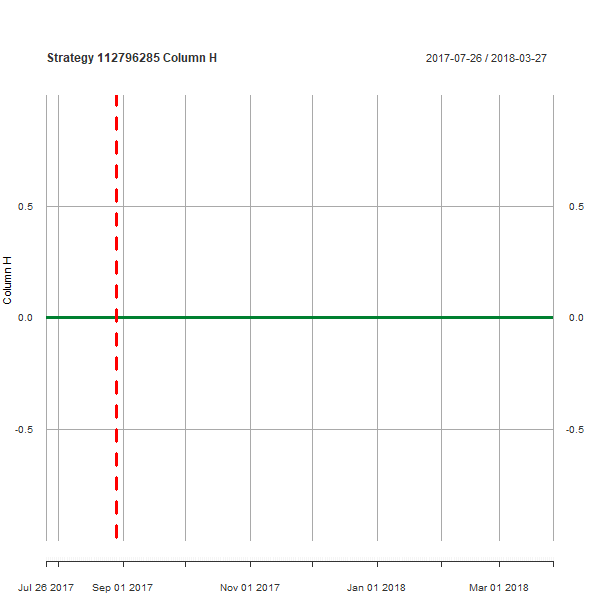 Strategy 112796285 Column H
2017-07-26 / 2018-03-27
0.5
0.5
Column H
0.0
0.0
-0.5
-0.5
Jul 26 2017
Sep 01 2017
Nov 01 2017
Jan 01 2018
Mar 01 2018